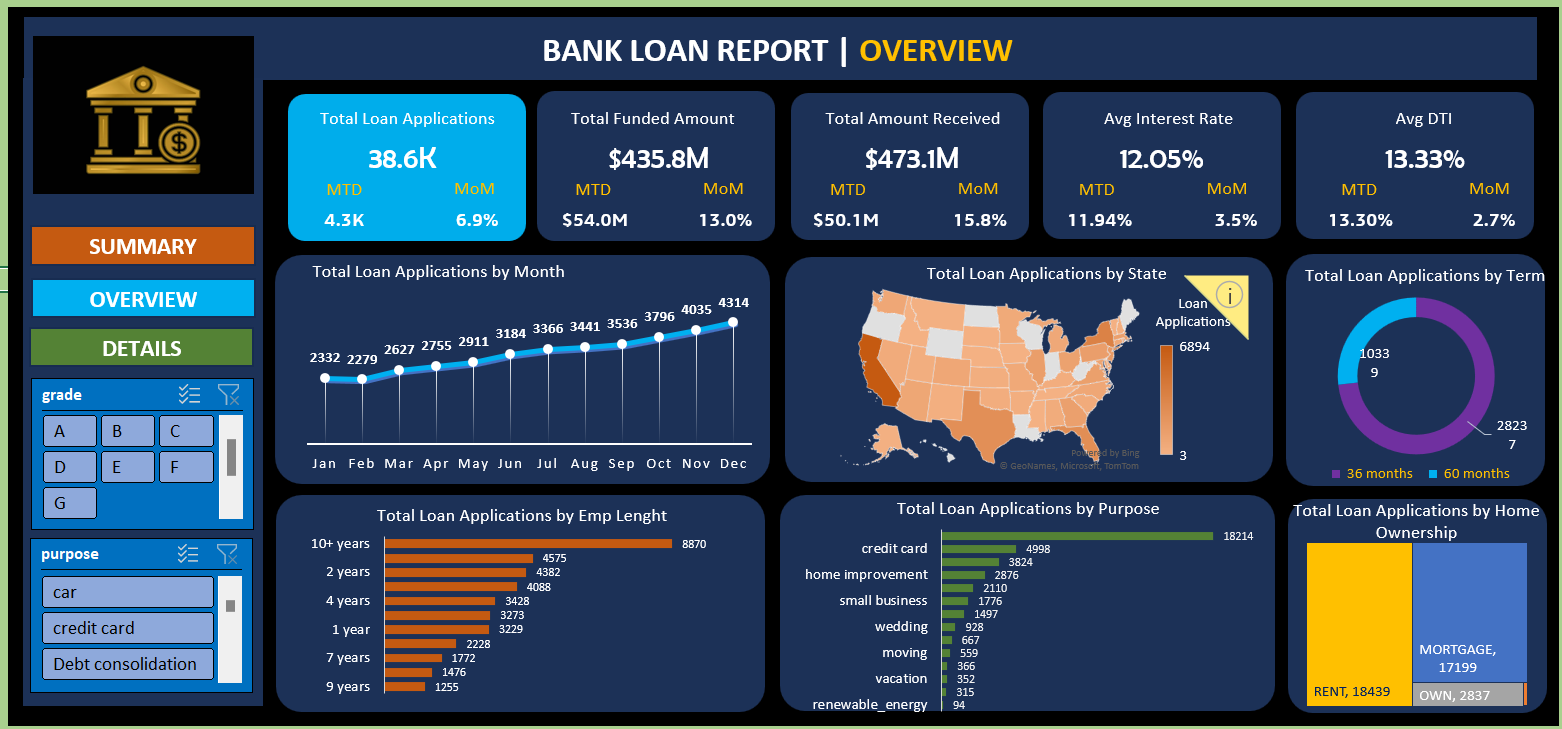 BANK LOAN REPORT | OVERVIEW
Total Loan Applications
38.6K
MTD MoM
4.3K 6.9%
Total Funded Amount
$435.8M
MTD MoM
$54.0M 13.0%
Total Amount Received
$473.1M
MTD MoM
$50.1M 15.8%
Avg Interest Rate
12.05%
MTD MoM
11.94% 3.5%
Avg DTI
13.33%
MTD MoM
13.30% 2.7%
SUMMARY
OVERVIEW
DETAILS
grade
A B C
D E F
G
purpose
car
credit card
Debt consolidation
Total Loan Applications by Month
2332 2279 2627 2755 2911 3184 3366 3441 3536 3796 4035 4314
Jan Feb Mar Apr May Jun Jul Aug Sep Oct Nov Dec
Total Loan Applications by State
i
Loan
Applications
6894
3
Powered by Bing
© GeoNames, Microsoft, TomTom
Total Loan Applications by Term
1033
9
2823
7
36 months 60 months
Total Loan Applications by Emp Lenght
10+ years 8870
4575
2 years 4382
4088
4 years 3428
3273
1 year 3229
2228
7 years 1772
1476
9 years 1255
Total Loan Applications by Purpose
18214
credit card 4998
3824
home improvement 2876
2110
small business 1776
1497
wedding 928
667
moving 559
366
vacation 352
315
renewable_energy 94
Total Loan Applications by Home
Ownership
RENT, 18439
MORTGAGE,
17199
OWN, 2837
$